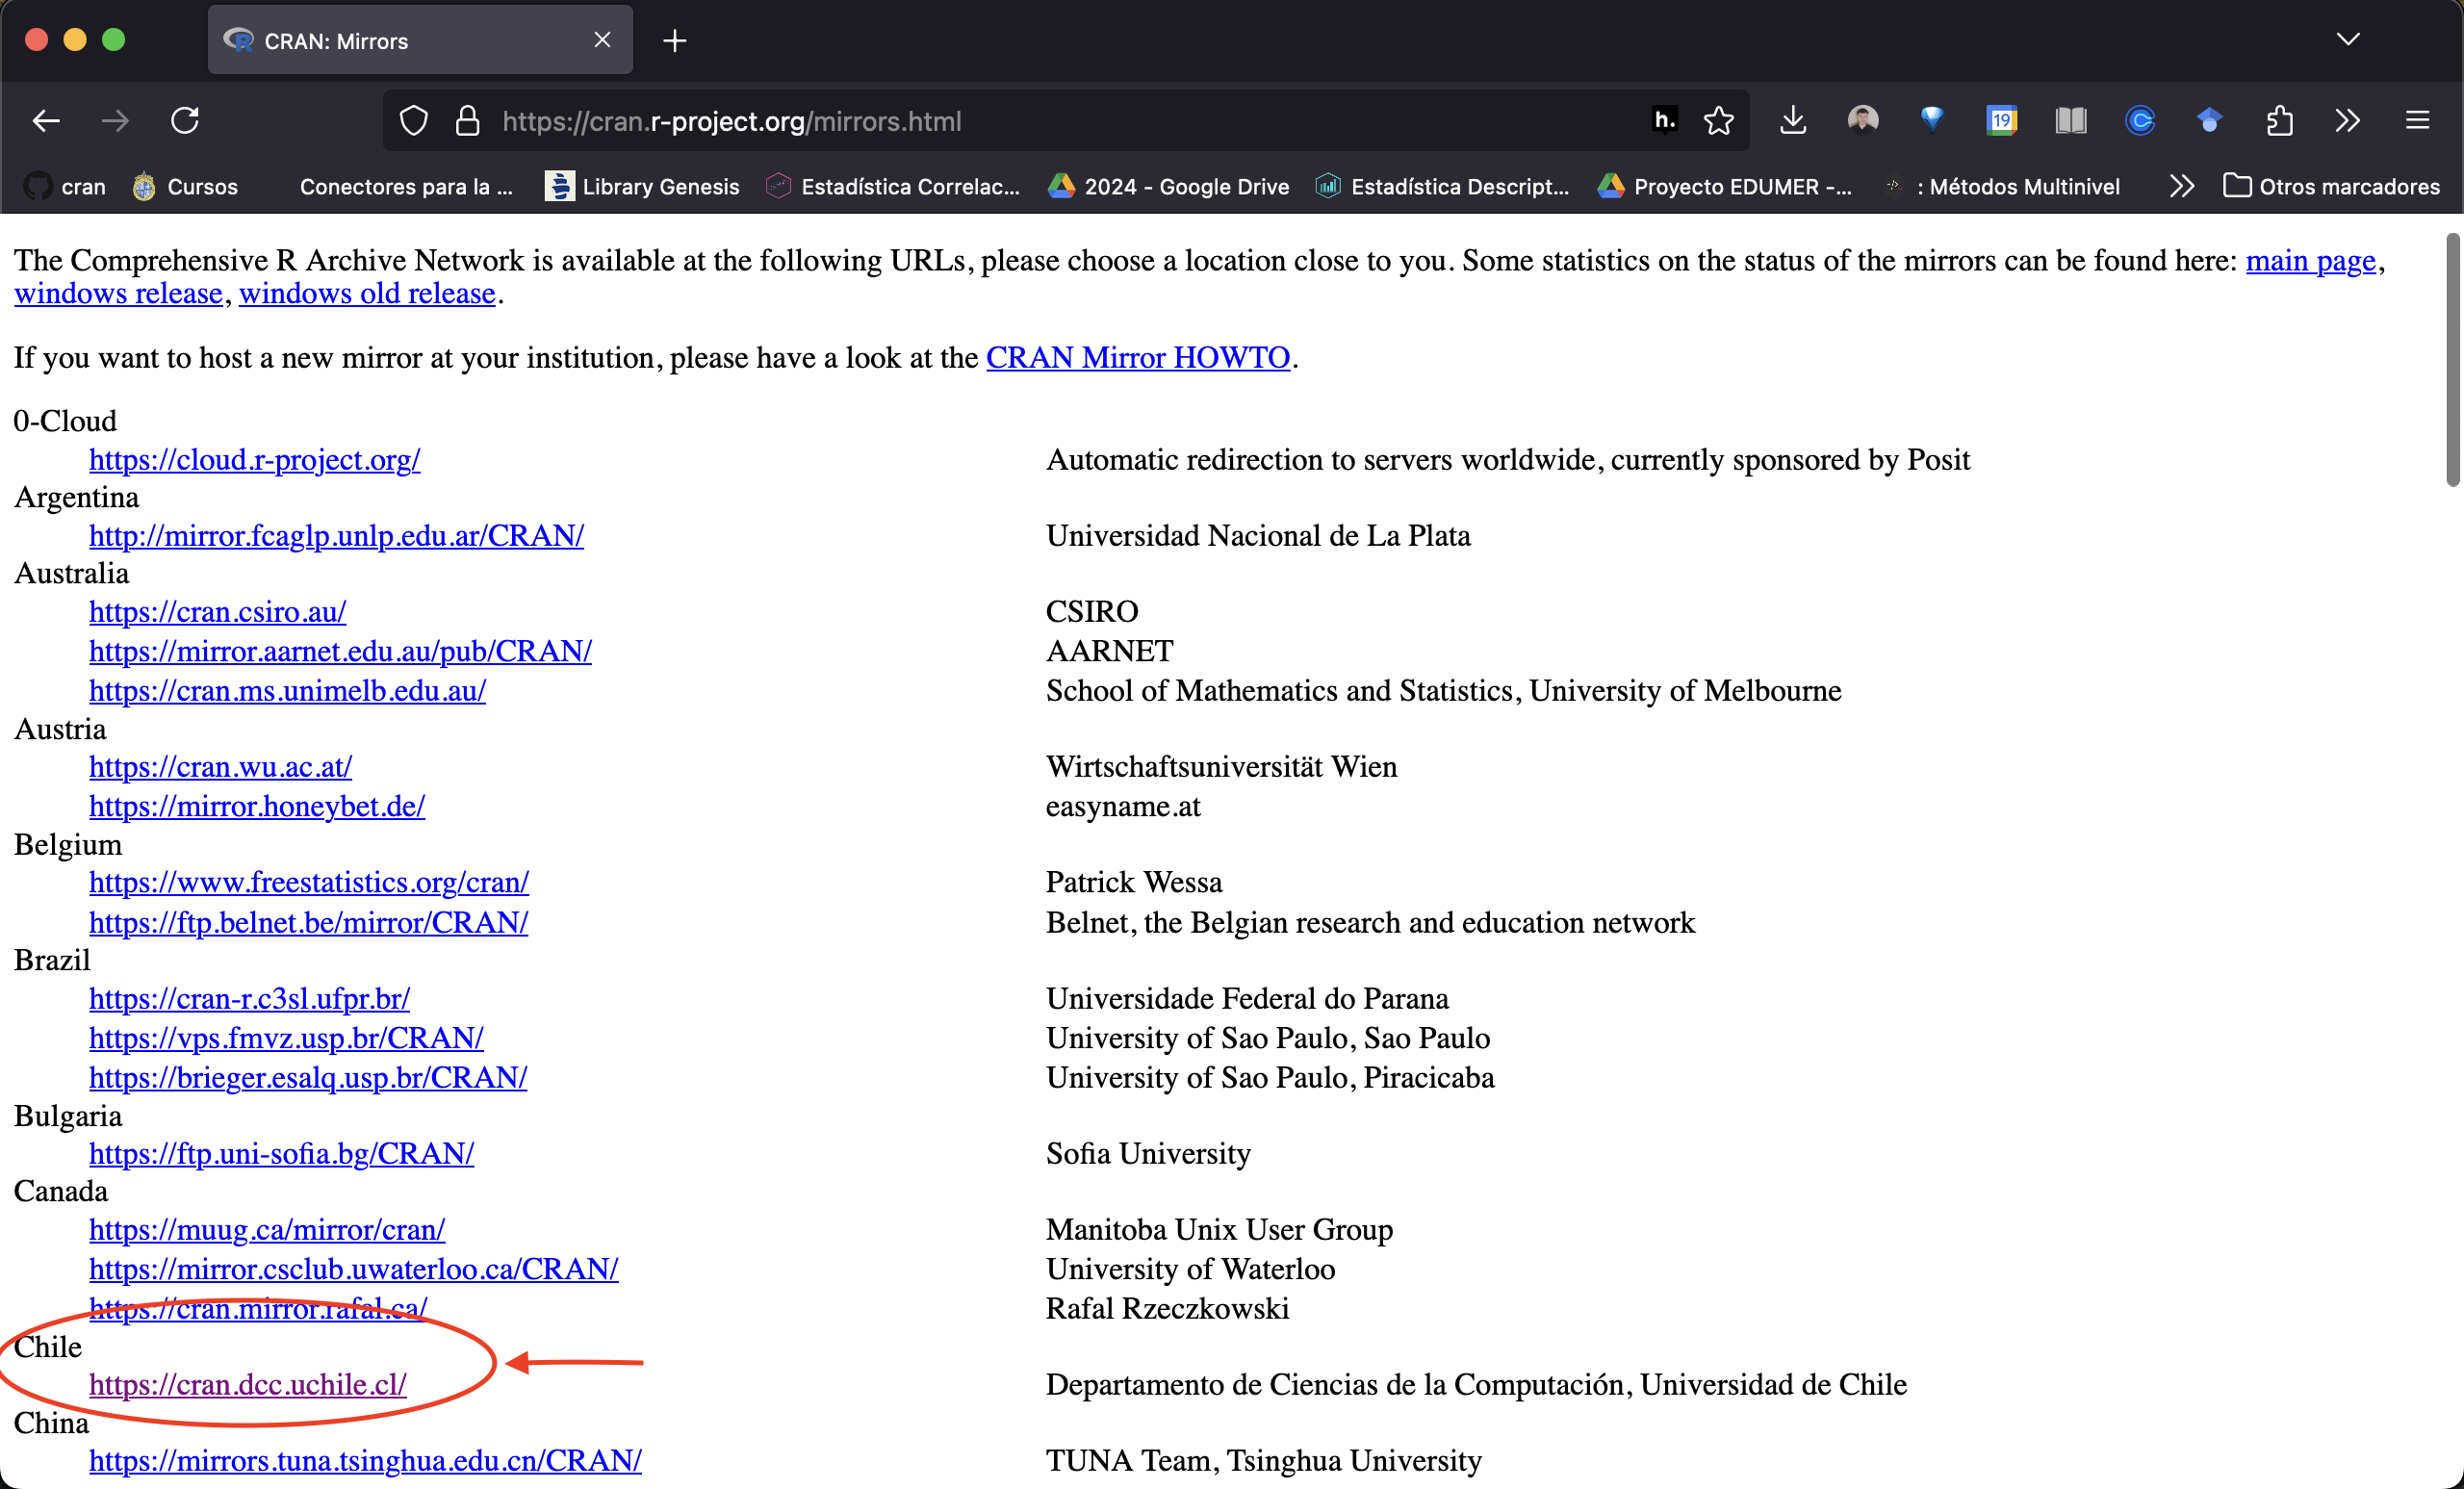 CRAN: Mirrors
https://cran.r-project.org/mirrors.html
h.
19
cran
Cursos
Conectores para la ...
Library Genesis
Estadística Correlac...
2024 - Google Drive
Estadística Descript...
Proyecto EDUMER -...
: Métodos Multinivel
Otros marcadores
The Comprehensive R Archive Network is available at the following URLs, please choose a location close to you. Some statistics on the status of the mirrors can be found here: main page,
windows release, windows old release.
If you want to host a new mirror at your institution, please have a look at the CRAN Mirror HOWTO.
0-Cloud
https://cloud.r-project.org/ Automatic redirection to servers worldwide, currently sponsored by Posit
Argentina
http://mirror.fcaglp.unlp.edu.ar/CRAN/ Universidad Nacional de La Plata
Australia
https://cran.csiro.au/ CSIRO
https://mirror.aarnet.edu.au/pub/CRAN/ AARNET
https://cran.ms.unimelb.edu.au/ School of Mathematics and Statistics, University of Melbourne
Austria
https://cran.wu.ac.at/ Wirtschaftsuniversität Wien
https://mirror.honeybet.de/ easyname.at
Belgium
https://www.freestatistics.org/cran/ Patrick Wessa
https://ftp.belnet.be/mirror/CRAN/ Belnet, the Belgian research and education network
Brazil
https://cran-r.c3sl.ufpr.br/ Universidade Federal do Parana
https://vps.fmvz.usp.br/CRAN/ University of Sao Paulo, Sao Paulo
https://brieger.esalq.usp.br/CRAN/ University of Sao Paulo, Piracicaba
Bulgaria
https://ftp.uni-sofia.bg/CRAN/ Sofia University
Canada
https://muug.ca/mirror/cran/ Manitoba Unix User Group
https://mirror.csclub.uwaterloo.ca/CRAN/ University of Waterloo
https://cran.mirror.rafal.ca/ Rafal Rzeczkowski
Chile
https://cran.dcc.uchile.cl/ Departamento de Ciencias de la Computación, Universidad de Chile
China
https://mirrors.tuna.tsinghua.edu.cn/CRAN/ TUNA Team, Tsinghua University